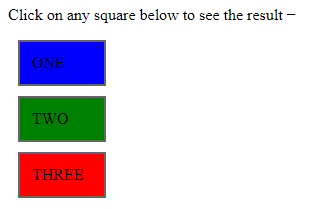 Click on any square below to see the result −
ONE
TWO
THREE